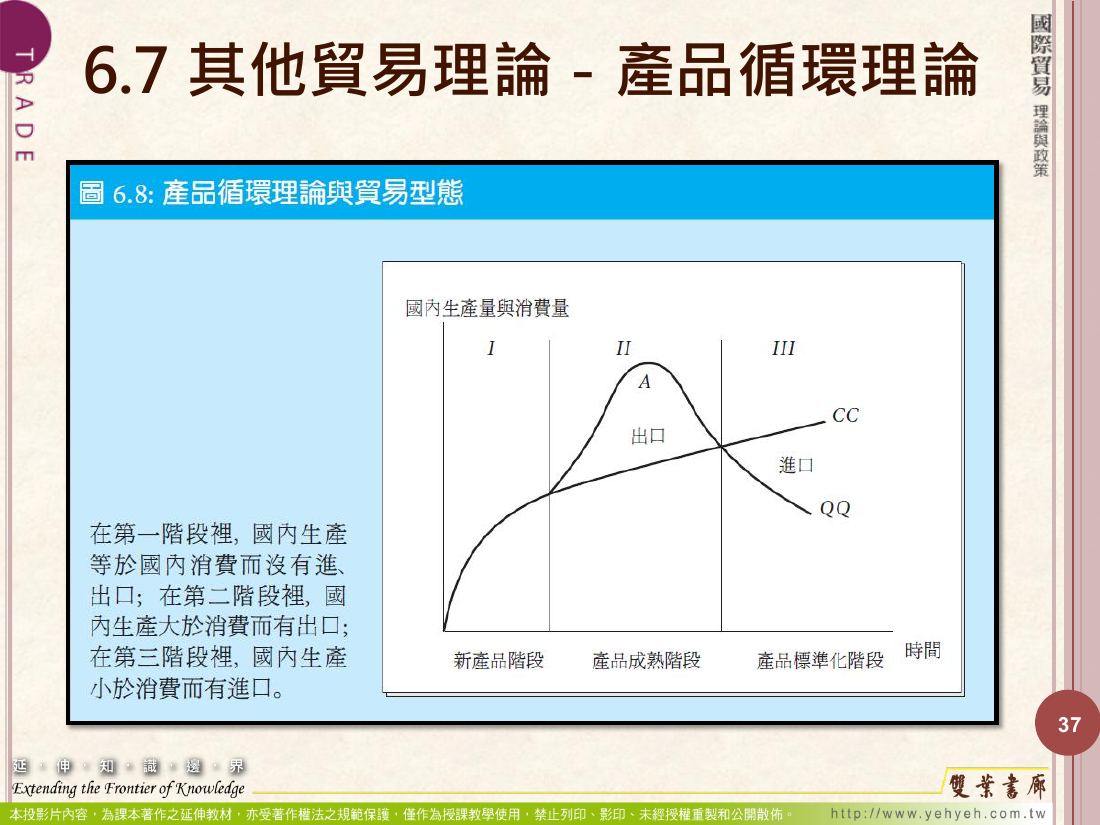 TRADE
6.7 其他貿易理論 - 產品循環理論
國際貿易 理論與政策
圖 6.8: 產品循環理論與貿易型態
國內生產量與消費量
I
II
III
A
CC
出口
進口
QQ
時間
新產品階段
產品成熟階段
產品標準化階段
在第一階段裡, 國內生產
等於國內消費而沒有進、
出口; 在第二階段裡, 國
內生產大於消費而有出口;
在第三階段裡, 國內生產
小於消費而有進口。
37
延 • 伸 • 知 • 識 • 邊 • 界
Extending the Frontier of Knowledge
雙葉書廊
本投影片內容，為課本著作之延伸教材，亦受著作權法之規範保護，僅作為授課教學使用，禁止列印、影印、未經授權重製和公開散佈。
http://www.yehyeh.com.tw